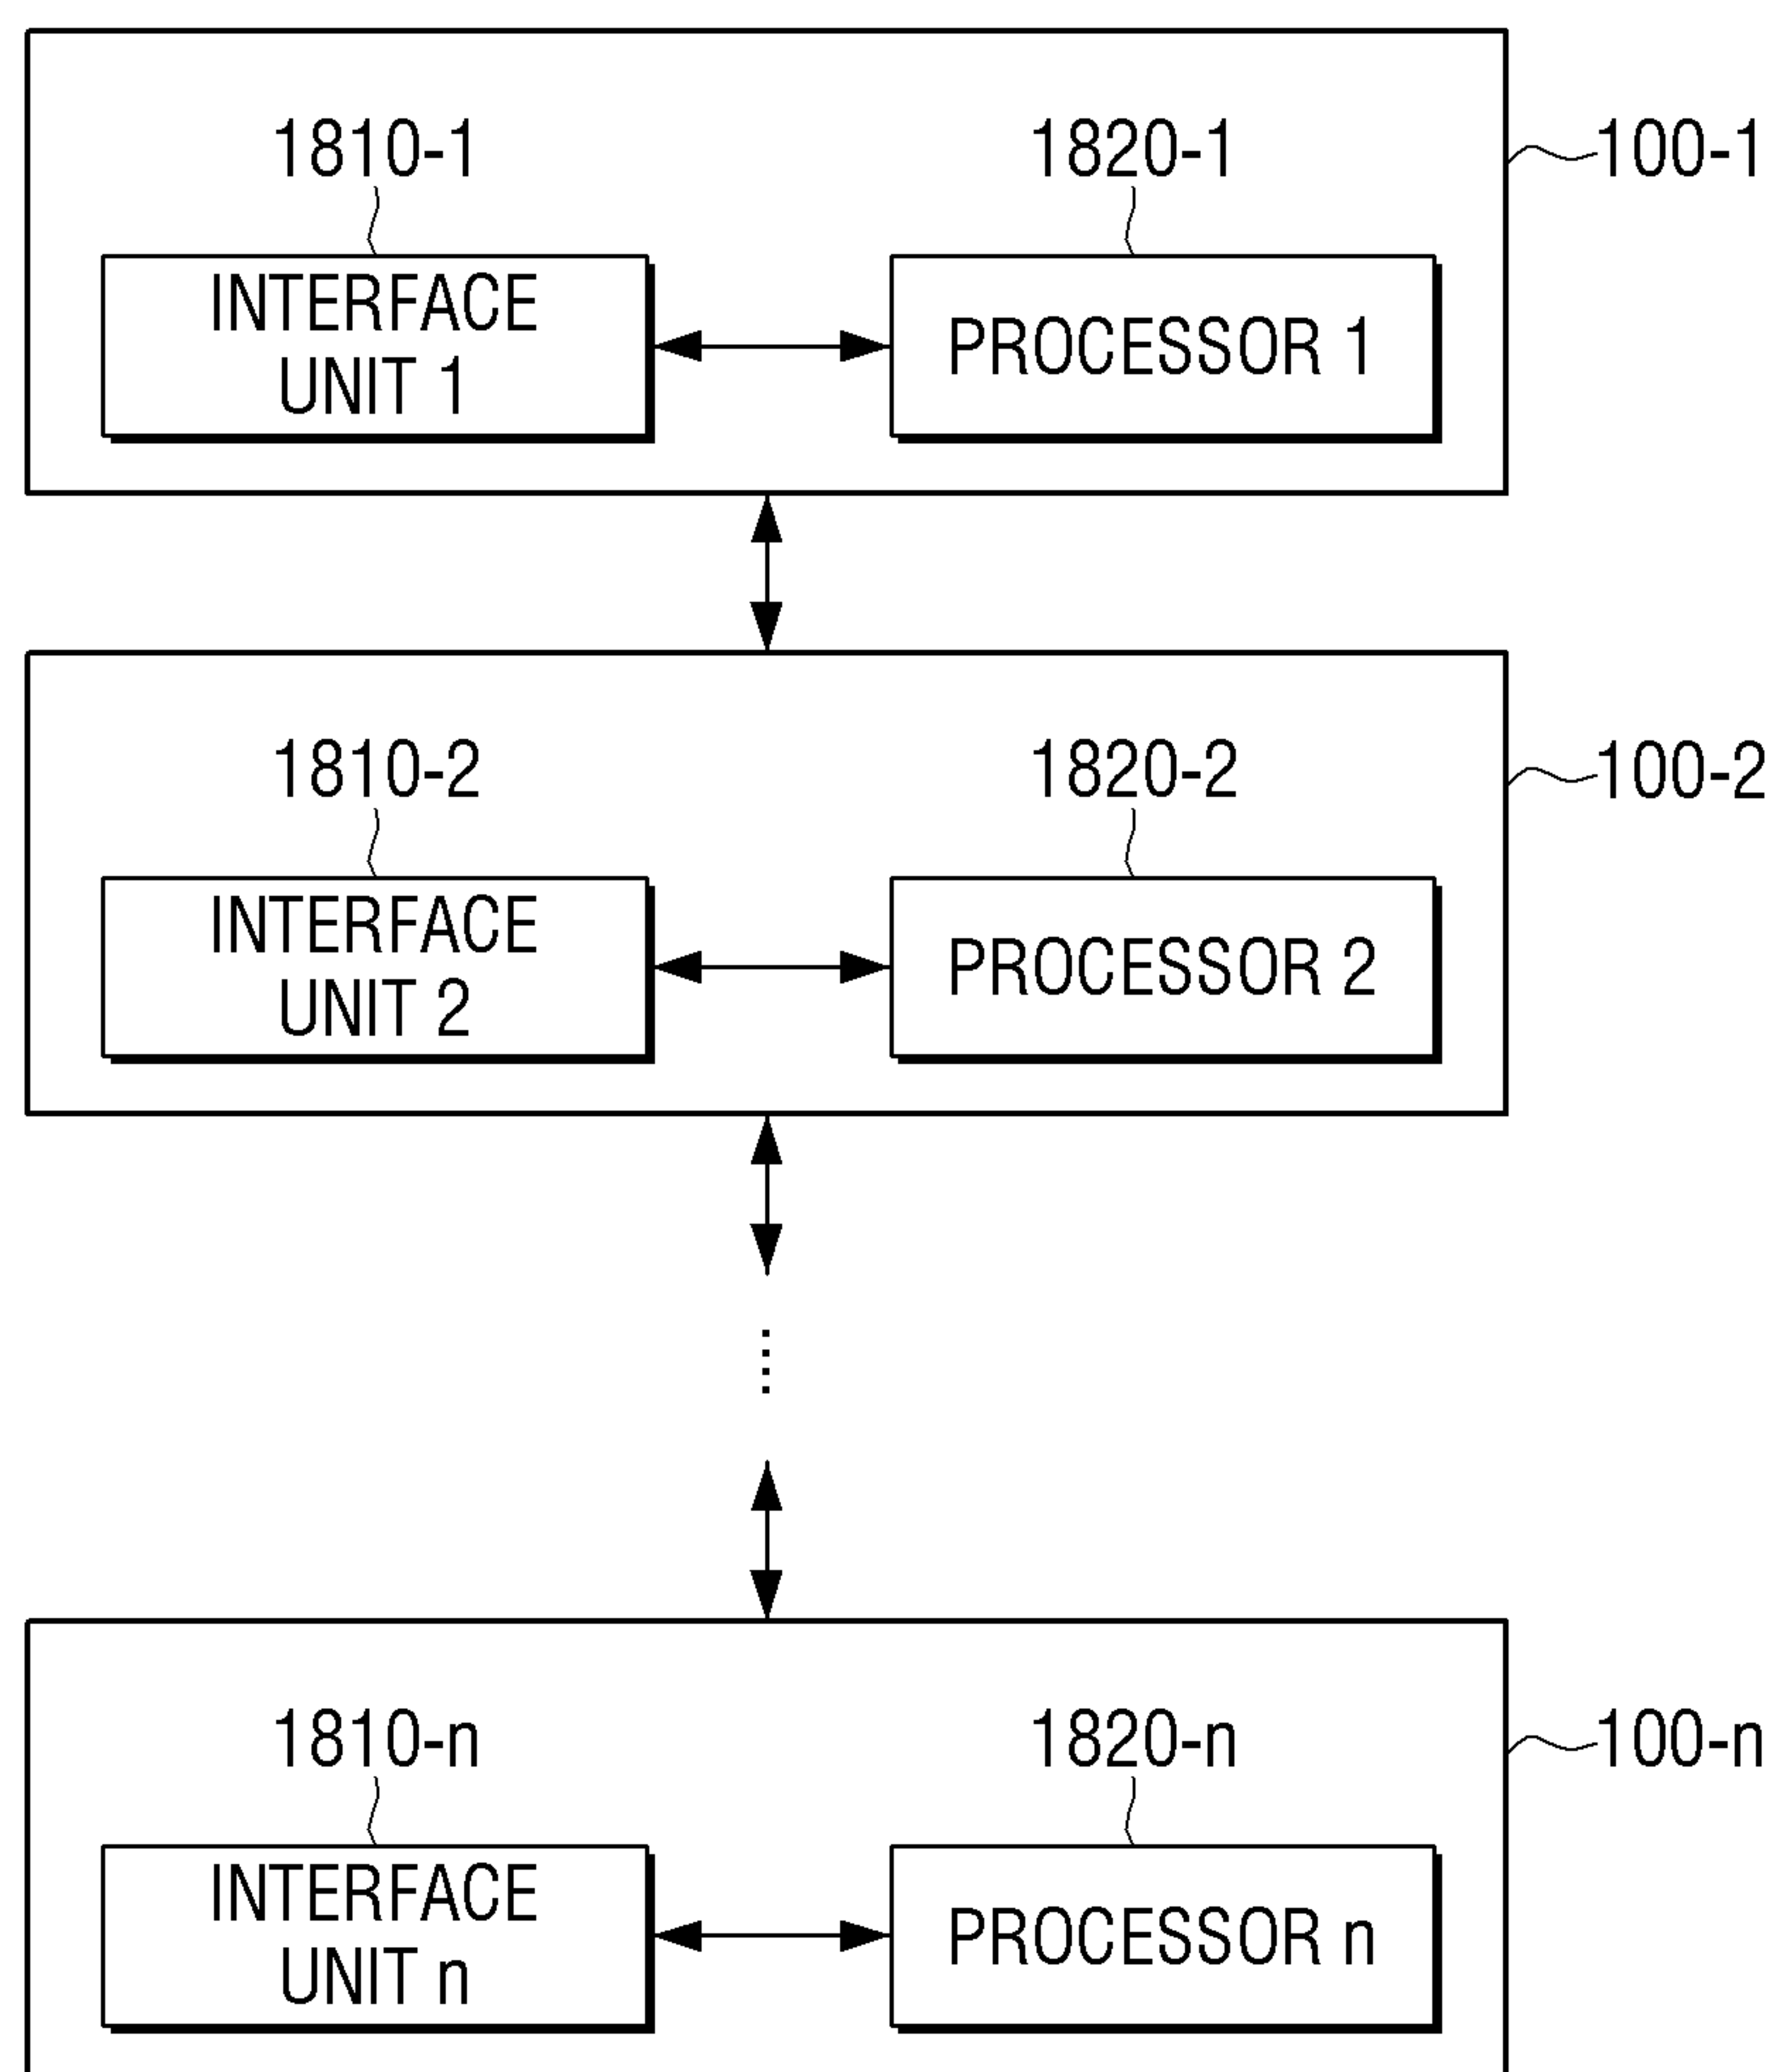 1810-1
1820-1
100-1
INTERFACE
UNIT 1
PROCESSOR 1
1810-2
1820-2
100-2
INTERFACE
UNIT 2
PROCESSOR 2
1810-n
1820-n
100-n
INTERFACE
UNIT n
PROCESSOR n